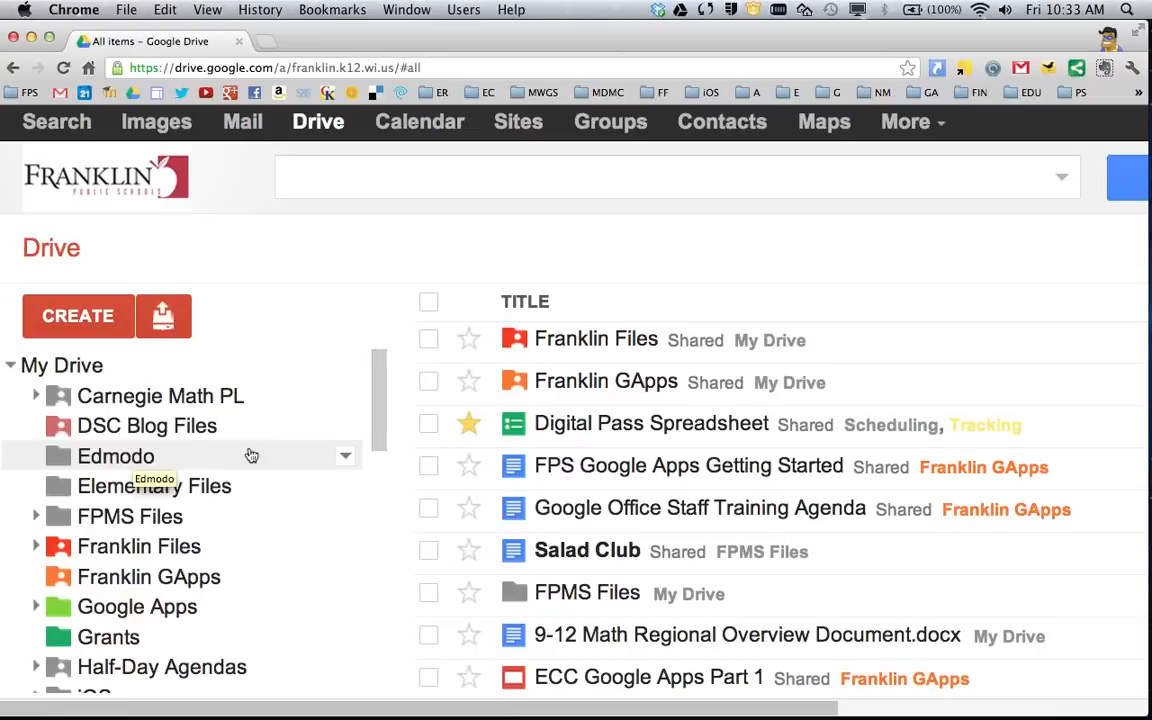 Chrome File Edit View History Bookmarks Window Users Help (100%) Fri 10:33 AM
All items - Google Drive
https://drive.google.com/a/franklin.k12.wi.us/#all
FPS ER EC MWGS MDMC FF iOS A E G NM GA FIN EDU PS »
Search Images Mail Drive Calendar Sites Groups Contacts Maps More
FRANKLIN
PUBLIC SCHOOLS
Drive
CREATE
TITLE
My Drive
Carnegie Math PL
DSC Blog Files
Edmodo
Edmodo
Elementary Files
FPMS Files
Franklin Files
Franklin GApps
Google Apps
Grants
Half-Day Agendas
iOS
Franklin Files Shared My Drive
Franklin GApps Shared My Drive
Digital Pass Spreadsheet Shared Scheduling, Tracking
FPS Google Apps Getting Started Shared Franklin GApps
Google Office Staff Training Agenda Shared Franklin GApps
Salad Club Shared FPMS Files
FPMS Files My Drive
9-12 Math Regional Overview Document.docx My Drive
ECC Google Apps Part 1 Shared Franklin GApps